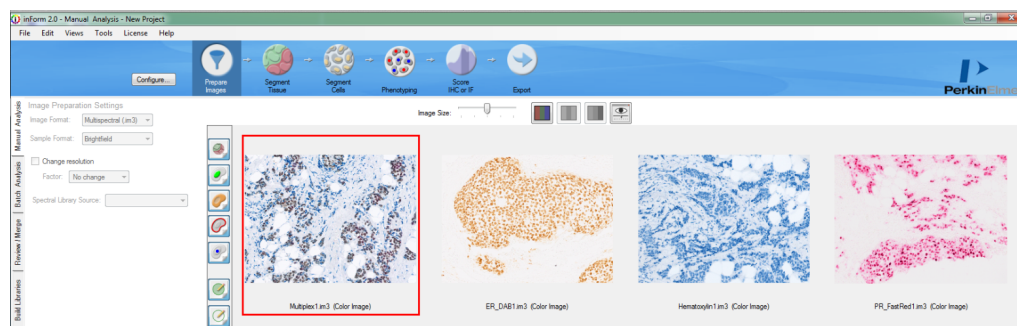 inForm 2.0 - Manual Analysis - New Project
File Edit Views Tools License Help
Configure...
Prepare Images
Segment Tissue
Segment Cells
Phenotyping
Score IHC or IF
Export
PerkinElmer
Manual Analysis
Batch Analysis
Review / Merge
Build Libraries
Image Preparation Settings
Image Format: Multispectral (.im3)
Sample Format: Brightfield
Change resolution
Factor: No change
Spectral Library Source:
Image Size:
Multiplex1.im3 (Color Image)
ER_DAB1.im3 (Color Image)
Hematoxylin1.im3 (Color Image)
PR_FastRed1.im3 (Color Image)